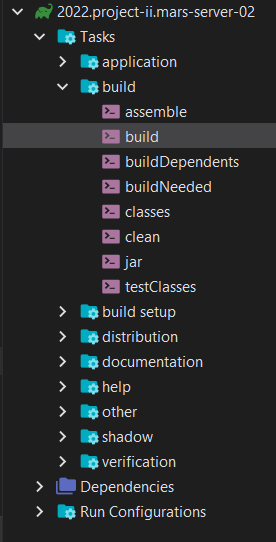 2022.project-ii.mars-server-02
Tasks
application
build
assemble
build
buildDependents
buildNeeded
classes
clean
jar
testClasses
build setup
distribution
documentation
help
other
shadow
verification
Dependencies
Run Configurations